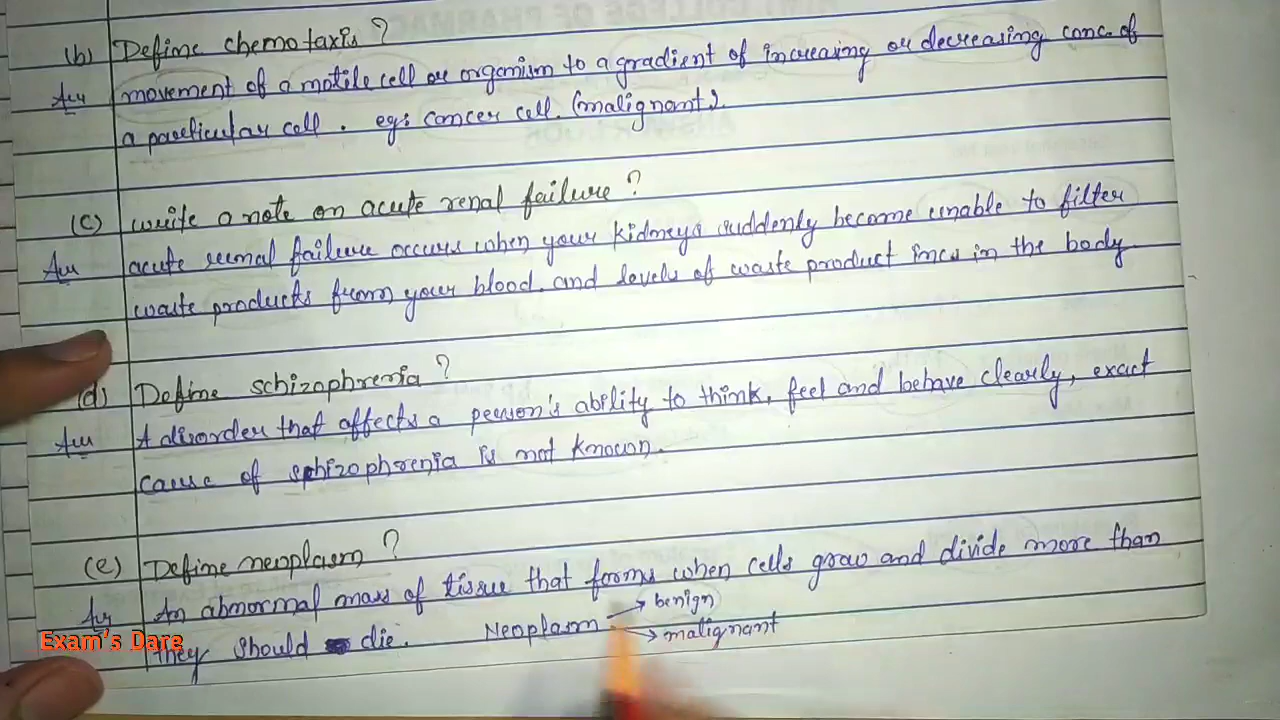 (b) Define chemotaxis ?
Ans movement of a motile cell or organism to a gradient of increasing or decreasing conc. of
a particular cell . eg: cancer cell. (malignant).
(c) write a note on acute renal failure ?
Ans acute reenal failure occurs when your kidneys suddenly become unable to filter
waste products from your blood. and levels of waste product incs in the body
(d) Define schizophrenia ?
Ans A disorder that affects a person's ability to think, feel and behave clearly, exact
cause of schizophrenia is not known.
(e) Define neoplasm ?
Ans An abnormal mass of tissue that forms when cells grow and divide more than
they should die. Neoplasm → benign
→ malignant
Exam's Dare